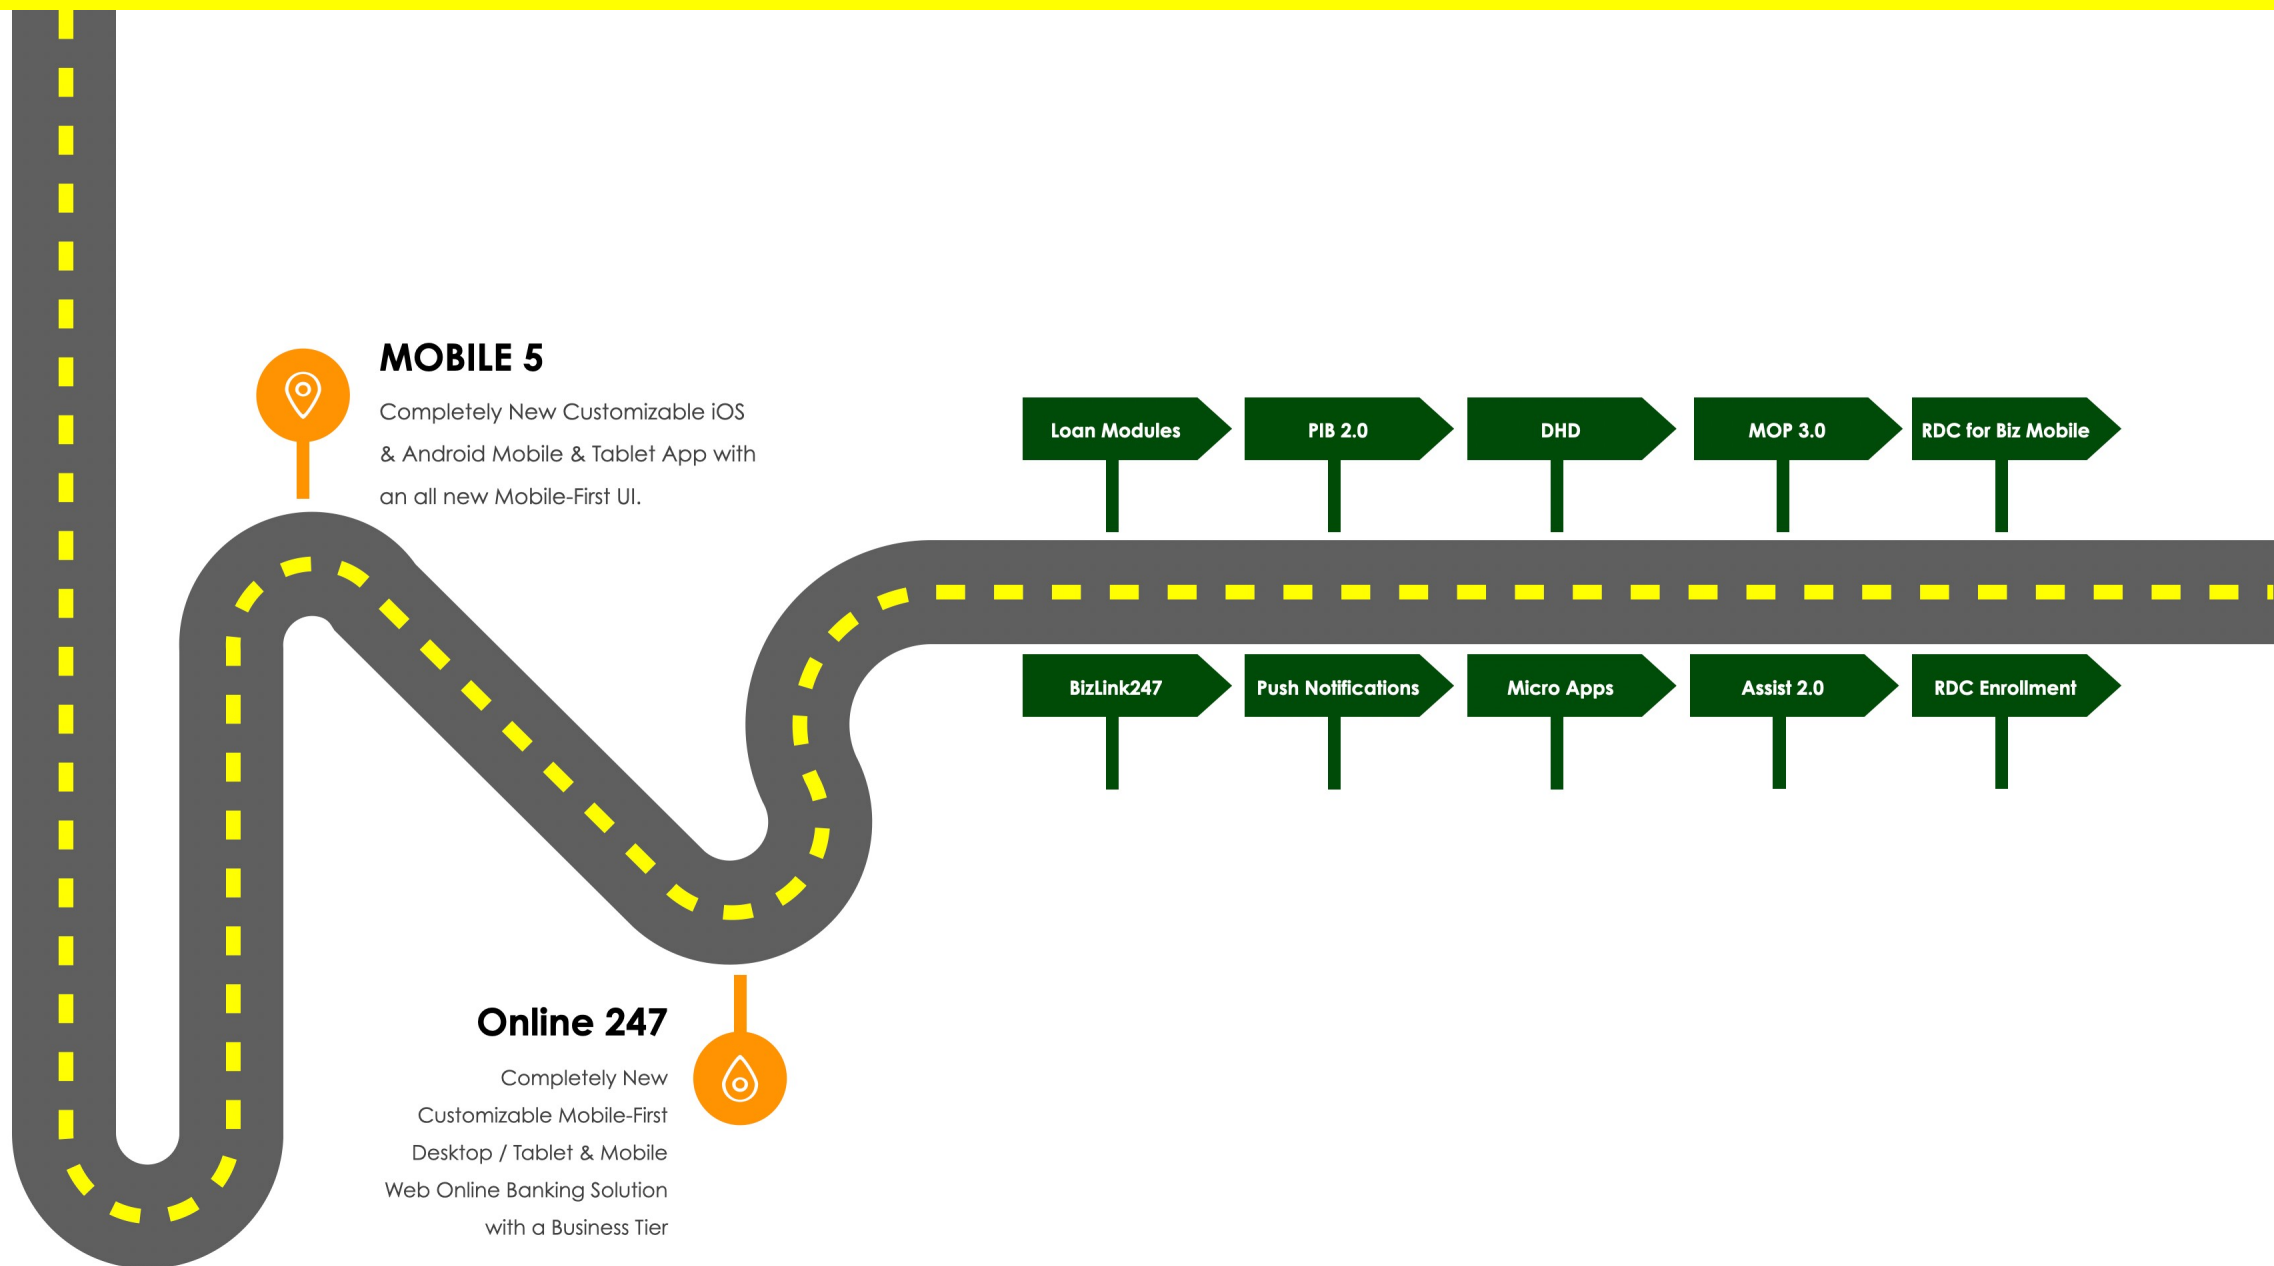 MOBILE 5
Completely New Customizable iOS
& Android Mobile & Tablet App with
an all new Mobile-First UI.
Loan Modules
PIB 2.0
DHD
MOP 3.0
RDC for Biz Mobile
BizLink247
Push Notifications
Micro Apps
Assist 2.0
RDC Enrollment
Online 247
Completely New
Customizable Mobile-First
Desktop / Tablet & Mobile
Web Online Banking Solution
with a Business Tier